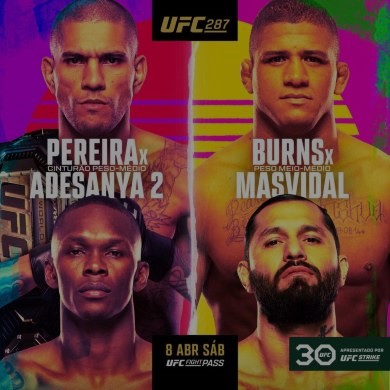 UFC 287
PEREIRA X
CINTURÃO PESO-MÉDIO
ADESANYA 2
BURNS X
PESO MEIO-MÉDIO
MASVIDAL
UFC
8 ABR SÁB
UFC FIGHT PASS
30 UFC
APRESENTADO POR
UFC STRIKE